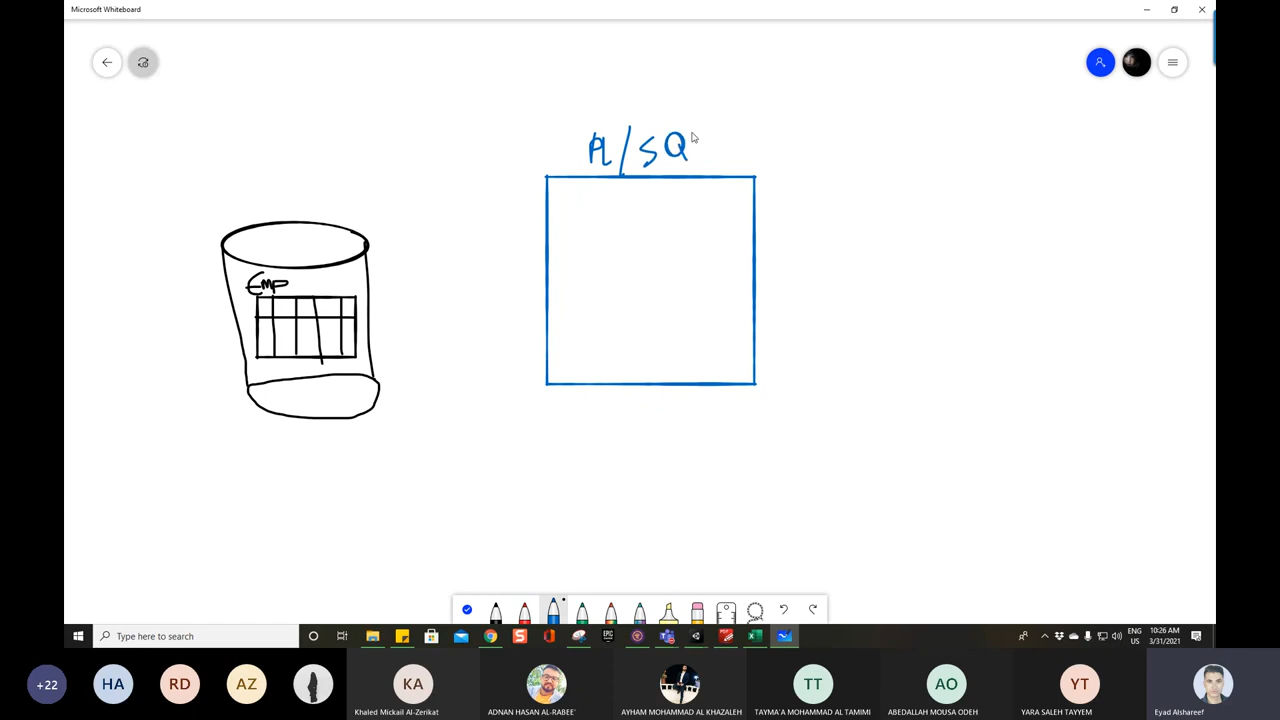 Microsoft Whiteboard
PL/SQ
Emp
Type here to search
EPIC
PDF
ENG
US
10:26 AM
3/31/2021
+22
HA
RD
AZ
KA
TT
AO
YT
Khaled Mickail Al-Zerikat
ADNAN HASAN AL-RABEE'
AYHAM MOHAMMAD AL KHAZALEH
TAYMA'A MOHAMMAD AL TAMIMI
ABEDALLAH MOUSA ODEH
YARA SALEH TAYYEM
Eyad Alshareef